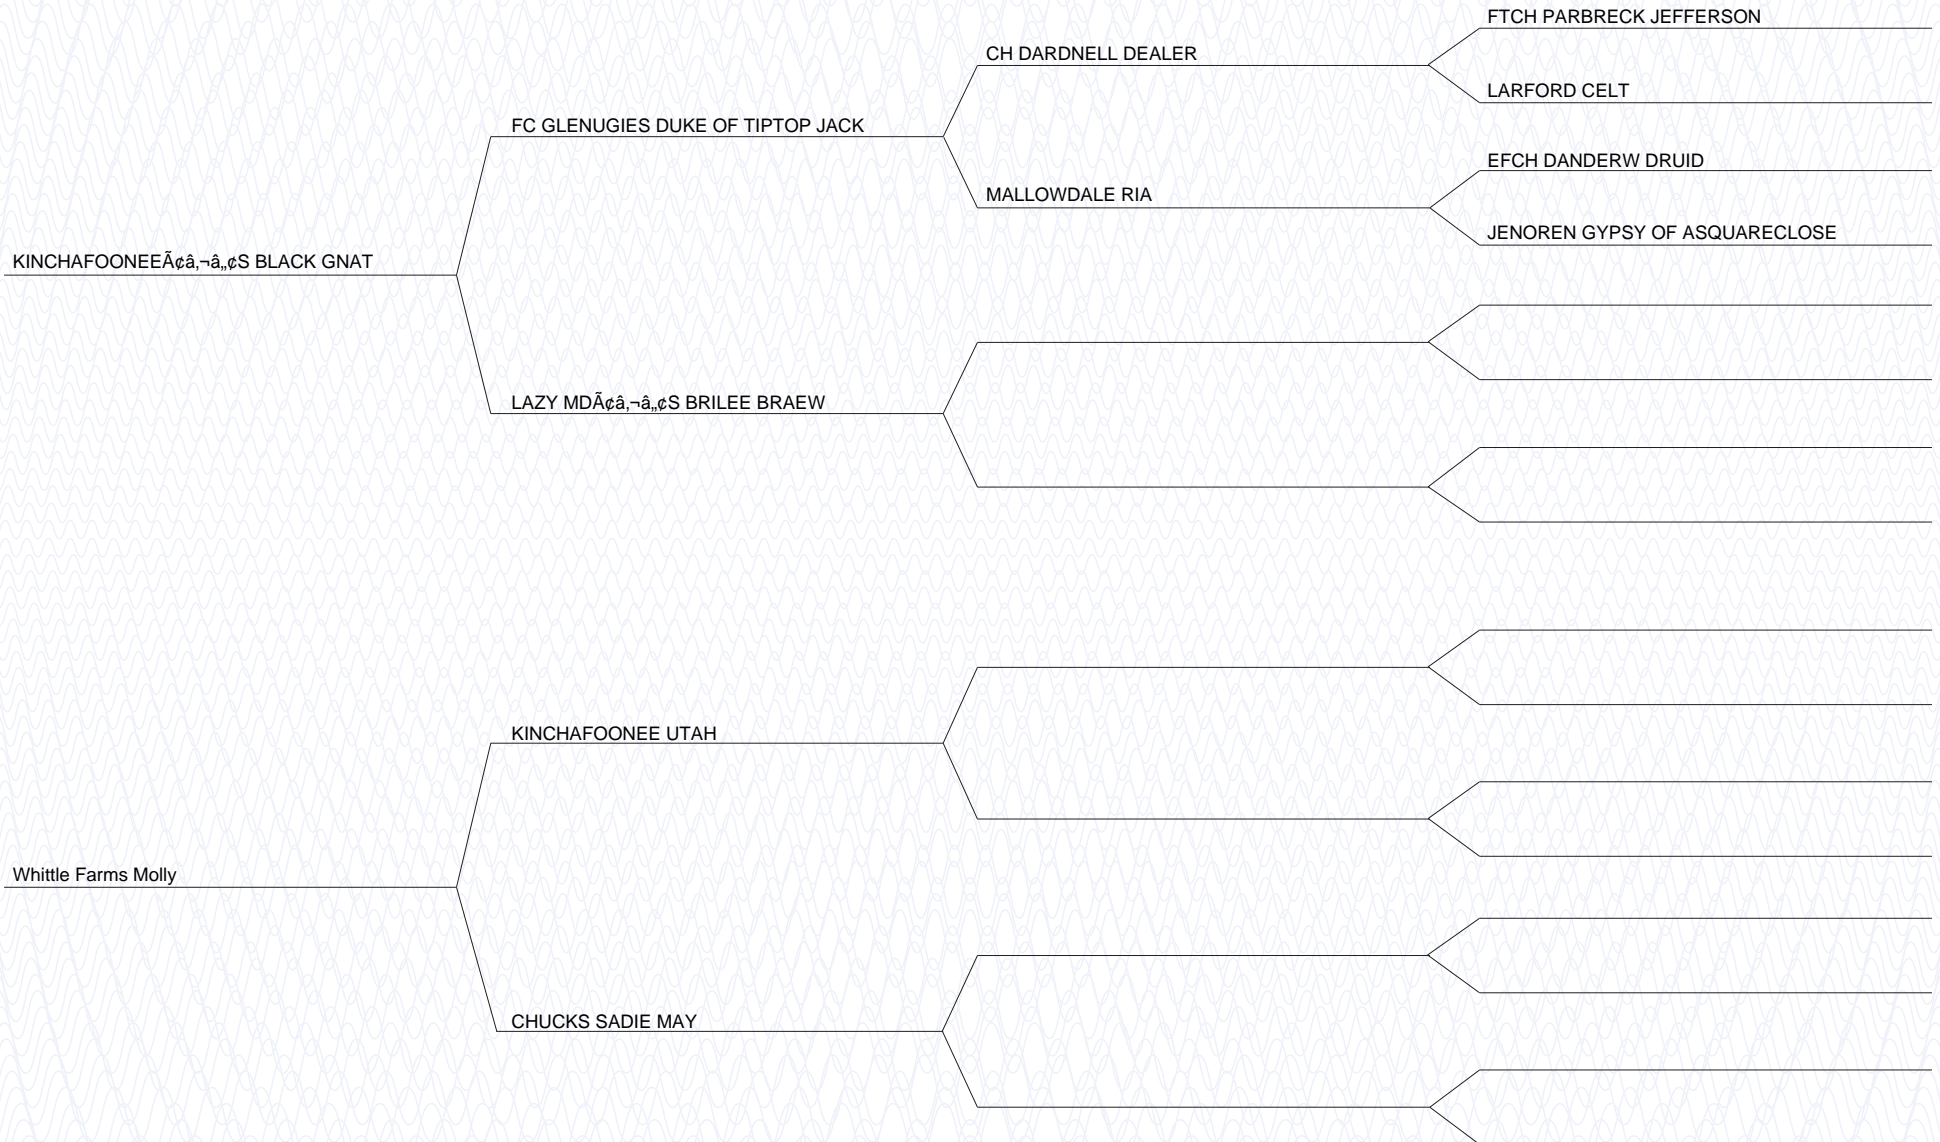 FTCH PARBRECK JEFFERSON
CH DARDNELL DEALER
LARFORD CELT
FC GLENUGIES DUKE OF TIPTOP JACK
EFCH DANDERW DRUID
MALLOWDALE RIA
JENOREN GYPSY OF ASQUARECLOSE
KINCHAFOONEEÃ¢â‚¬â„¢S BLACK GNAT
LAZY MDÃ¢â‚¬â„¢S BRILEE BRAEW
KINCHAFOONEE UTAH
Whittle Farms Molly
CHUCKS SADIE MAY